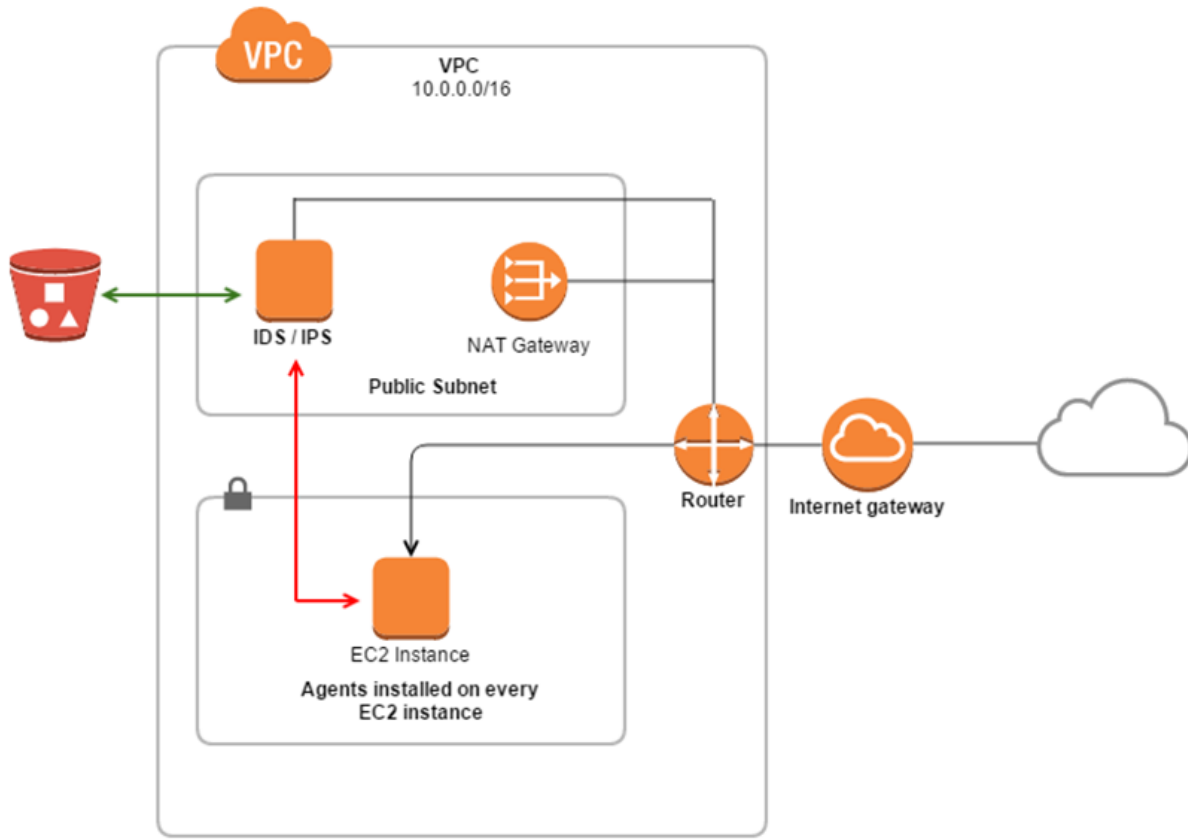 VPC
VPC
10.0.0.0/16
IDS / IPS
NAT Gateway
Public Subnet
Router
Internet gateway
EC2 Instance
Agents installed on every
EC2 instance